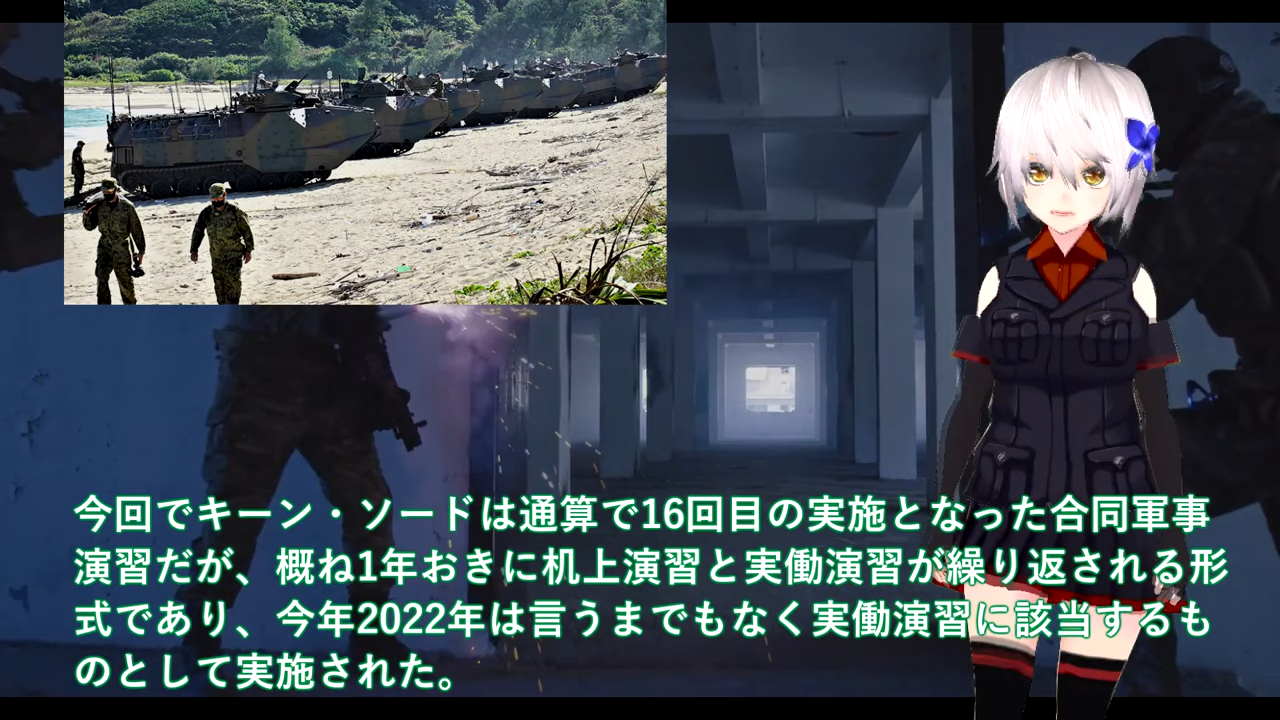 今回でキーン・ソードは通算で16回目の実施となった合同軍事
演習だが、概ね1年おきに机上演習と実働演習が繰り返される形
式であり、今年2022年は言うまでもなく実働演習に該当するも
のとして実施された。